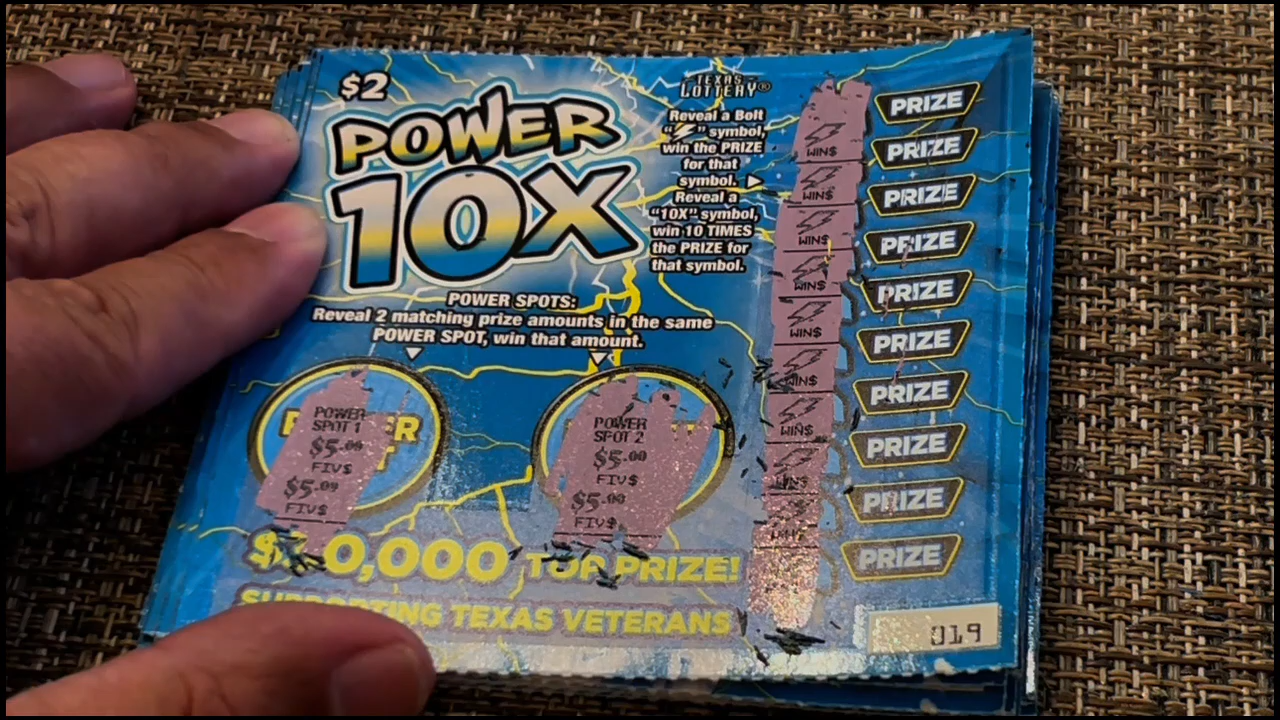 $2
POWER
10X
TEXAS
LOTTERY®
Reveal a Bolt
"⚡" symbol,
win the PRIZE
for that
symbol. ▶
Reveal a
"10X" symbol,
win 10 TIMES
the PRIZE for
that symbol.
POWER SPOTS:
Reveal 2 matching prize amounts in the same
POWER SPOT, win that amount.
POWER
SPOT 1
$5.00
FIV$
$5.00
FIV$
POWER
SPOT 2
$5.00
FIV$
$5.00
FIV$
WIN$
WIN$
WIN$
WIN$
WIN$
WIN$
WIN$
WIN$
WIN$
PRIZE
PRIZE
PRIZE
PRIZE
PRIZE
PRIZE
PRIZE
PRIZE
PRIZE
PRIZE
0,000 TOP PRIZE!
SUPPORTING TEXAS VETERANS
019